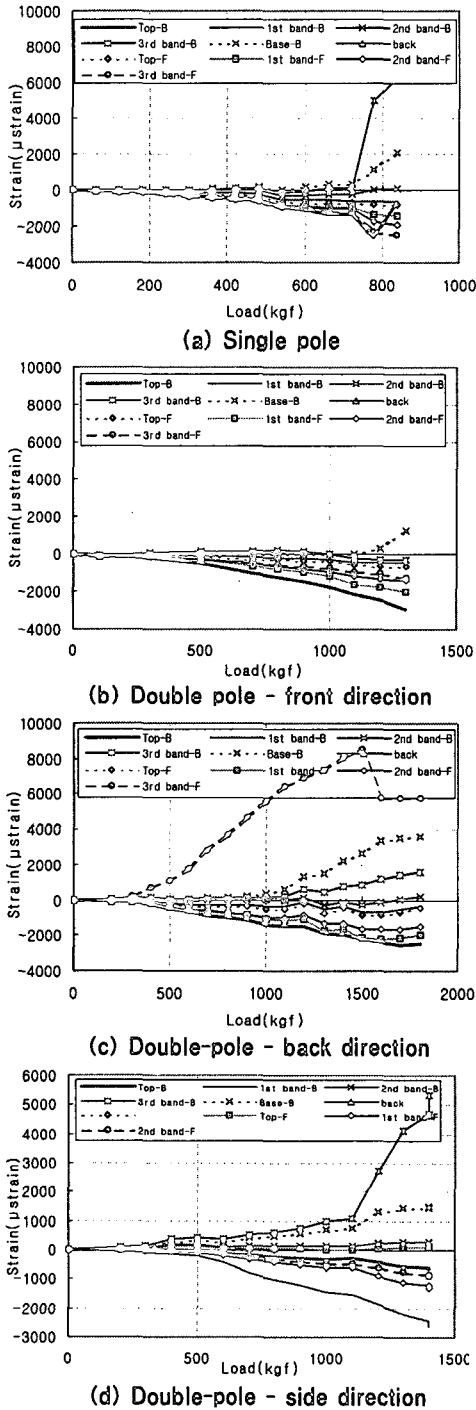 10000
8000
6000
4000
2000
0
-2000
-4000
Strain(μstrain)
Top-B 1st band-B 2nd band-B
3rd band-B Base-B back
Top-F 1st band-F 2nd band-F
3rd band-F
0 200 400 600 800 1000
Load(kgf)
(a) Single pole
10000
8000
6000
4000
2000
0
-2000
-4000
Strain(μstrain)
Top-B 1st band-B 2nd band-B
3rd band-B Base-B back
Top-F 1st band-F 2nd band-F
3rd band-F
0 500 1000 1500
Load(kgf)
(b) Double pole - front direction
10000
8000
6000
4000
2000
0
-2000
-4000
Strain(μstrain)
Top-B 1st band-B 2nd band-B
3rd band-B Base-B back
Top-F 1st 2nd band-F
3rd band-F
0 500 1000 1500 2000
Load(kgf)
(c) Double-pole - back direction
6000
5000
4000
3000
2000
1000
0
-1000
-2000
-3000
Strain(μstrain)
Top-B 1st band-B 2nd band-B
3rd band-B Base-B back
Top-F 1st band-F
2nd band-F
0 500 1000 1500
Load(kgf)
(d) Double-pole - side direction